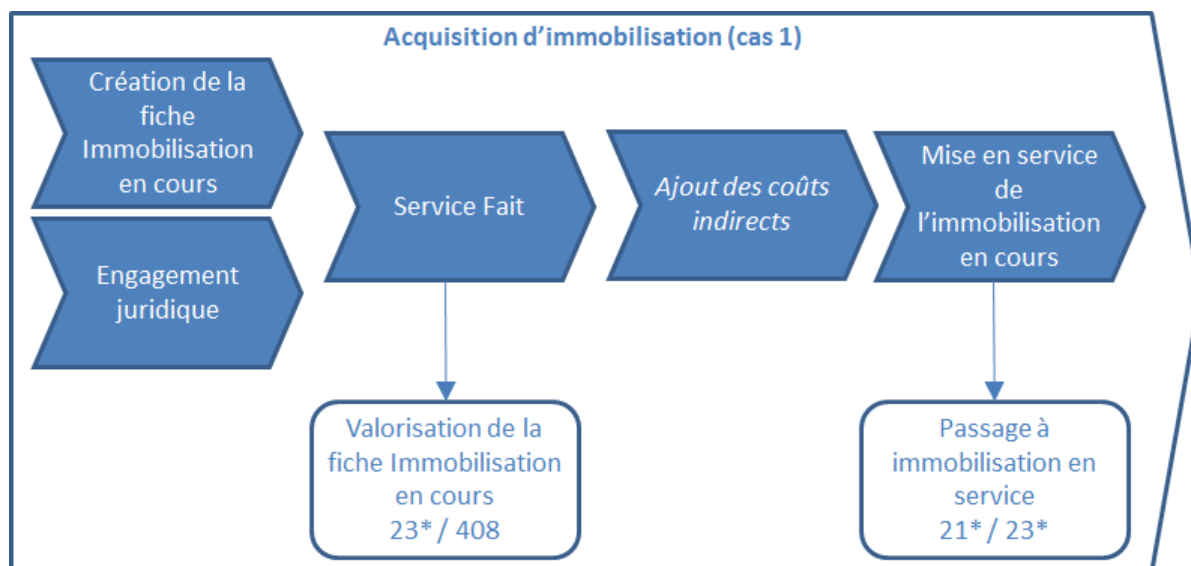 Acquisition d’immobilisation (cas 1)
Création de la
fiche
Immobilisation
en cours
Engagement
juridique
Service Fait
Ajout des coûts
indirects
Mise en service
de
l’immobilisation
en cours
Valorisation de la
fiche Immobilisation
en cours
23* / 408
Passage à
immobilisation en
service
21* / 23*